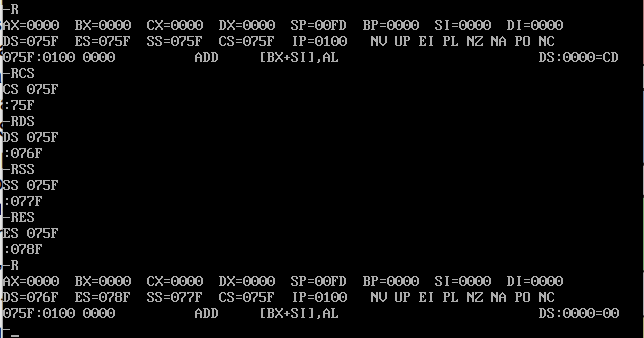 -R
AX=0000  BX=0000  CX=0000  DX=0000  SP=00FD  BP=0000  SI=0000  DI=0000
DS=075F  ES=075F  SS=075F  CS=075F  IP=0100   NV UP EI PL NZ NA PO NC
075F:0100 0000          ADD     [BX+SI],AL                         DS:0000=CD
-RCS
CS 075F
:75F
-RDS
DS 075F
:076F
-RSS
SS 075F
:077F
-RES
ES 075F
:078F
-R
AX=0000  BX=0000  CX=0000  DX=0000  SP=00FD  BP=0000  SI=0000  DI=0000
DS=076F  ES=078F  SS=077F  CS=075F  IP=0100   NV UP EI PL NZ NA PO NC
075F:0100 0000          ADD     [BX+SI],AL                         DS:0000=00
-_